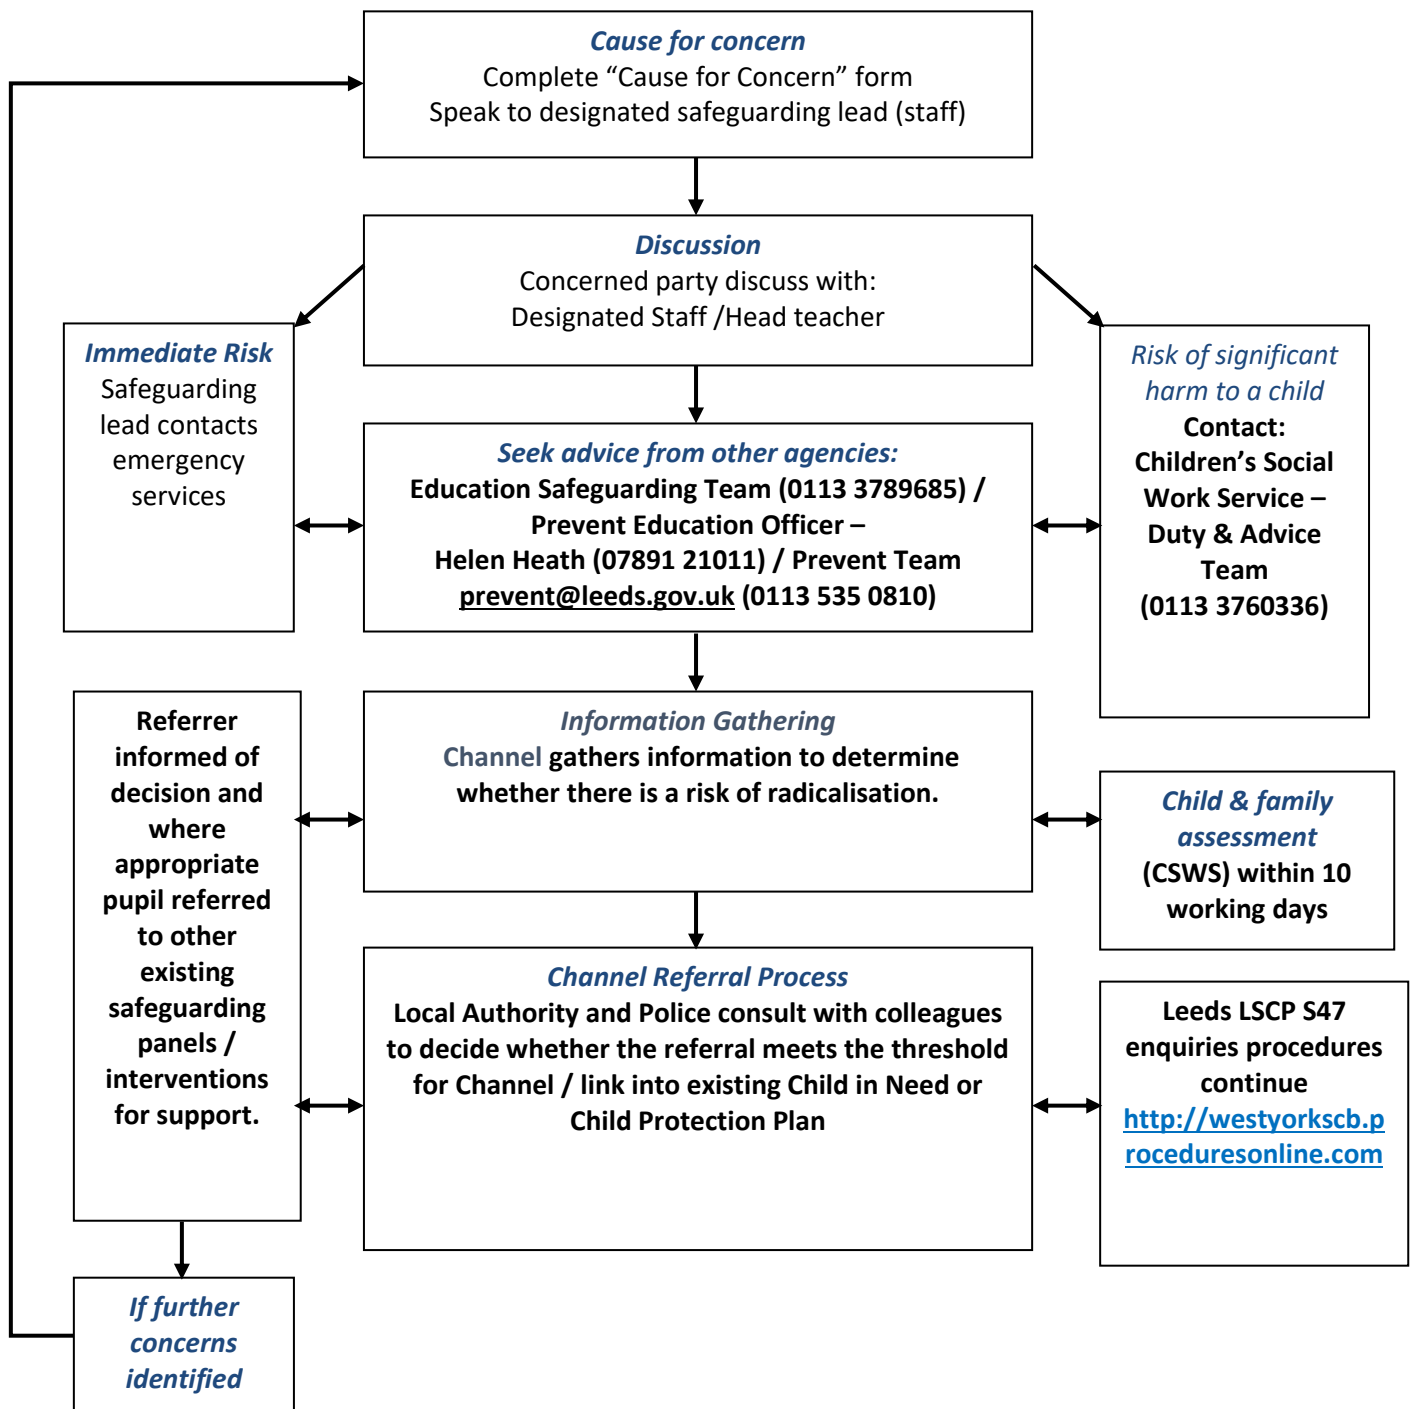 Cause for concern
Complete “Cause for Concern” form
Speak to designated safeguarding lead (staff)
Discussion
Concerned party discuss with:
Designated Staff /Head teacher
Immediate Risk
Safeguarding
lead contacts
emergency
services
Risk of significant
harm to a child
Contact:
Children’s Social
Work Service –
Duty & Advice
Team
(0113 3760336)
Seek advice from other agencies:
Education Safeguarding Team (0113 3789685) /
Prevent Education Officer –
Helen Heath (07891 21011) / Prevent Team
prevent@leeds.gov.uk (0113 535 0810)
Referrer
informed of
decision and
where
appropriate
pupil referred
to other
existing
safeguarding
panels /
interventions
for support.
Information Gathering
Channel gathers information to determine
whether there is a risk of radicalisation.
Child & family
assessment
(CSWS) within 10
working days
Channel Referral Process
Local Authority and Police consult with colleagues
to decide whether the referral meets the threshold
for Channel / link into existing Child in Need or
Child Protection Plan
Leeds LSCP S47
enquiries procedures
continue
http://westyorkscb.p
roceduresonline.com
If further
concerns
identified